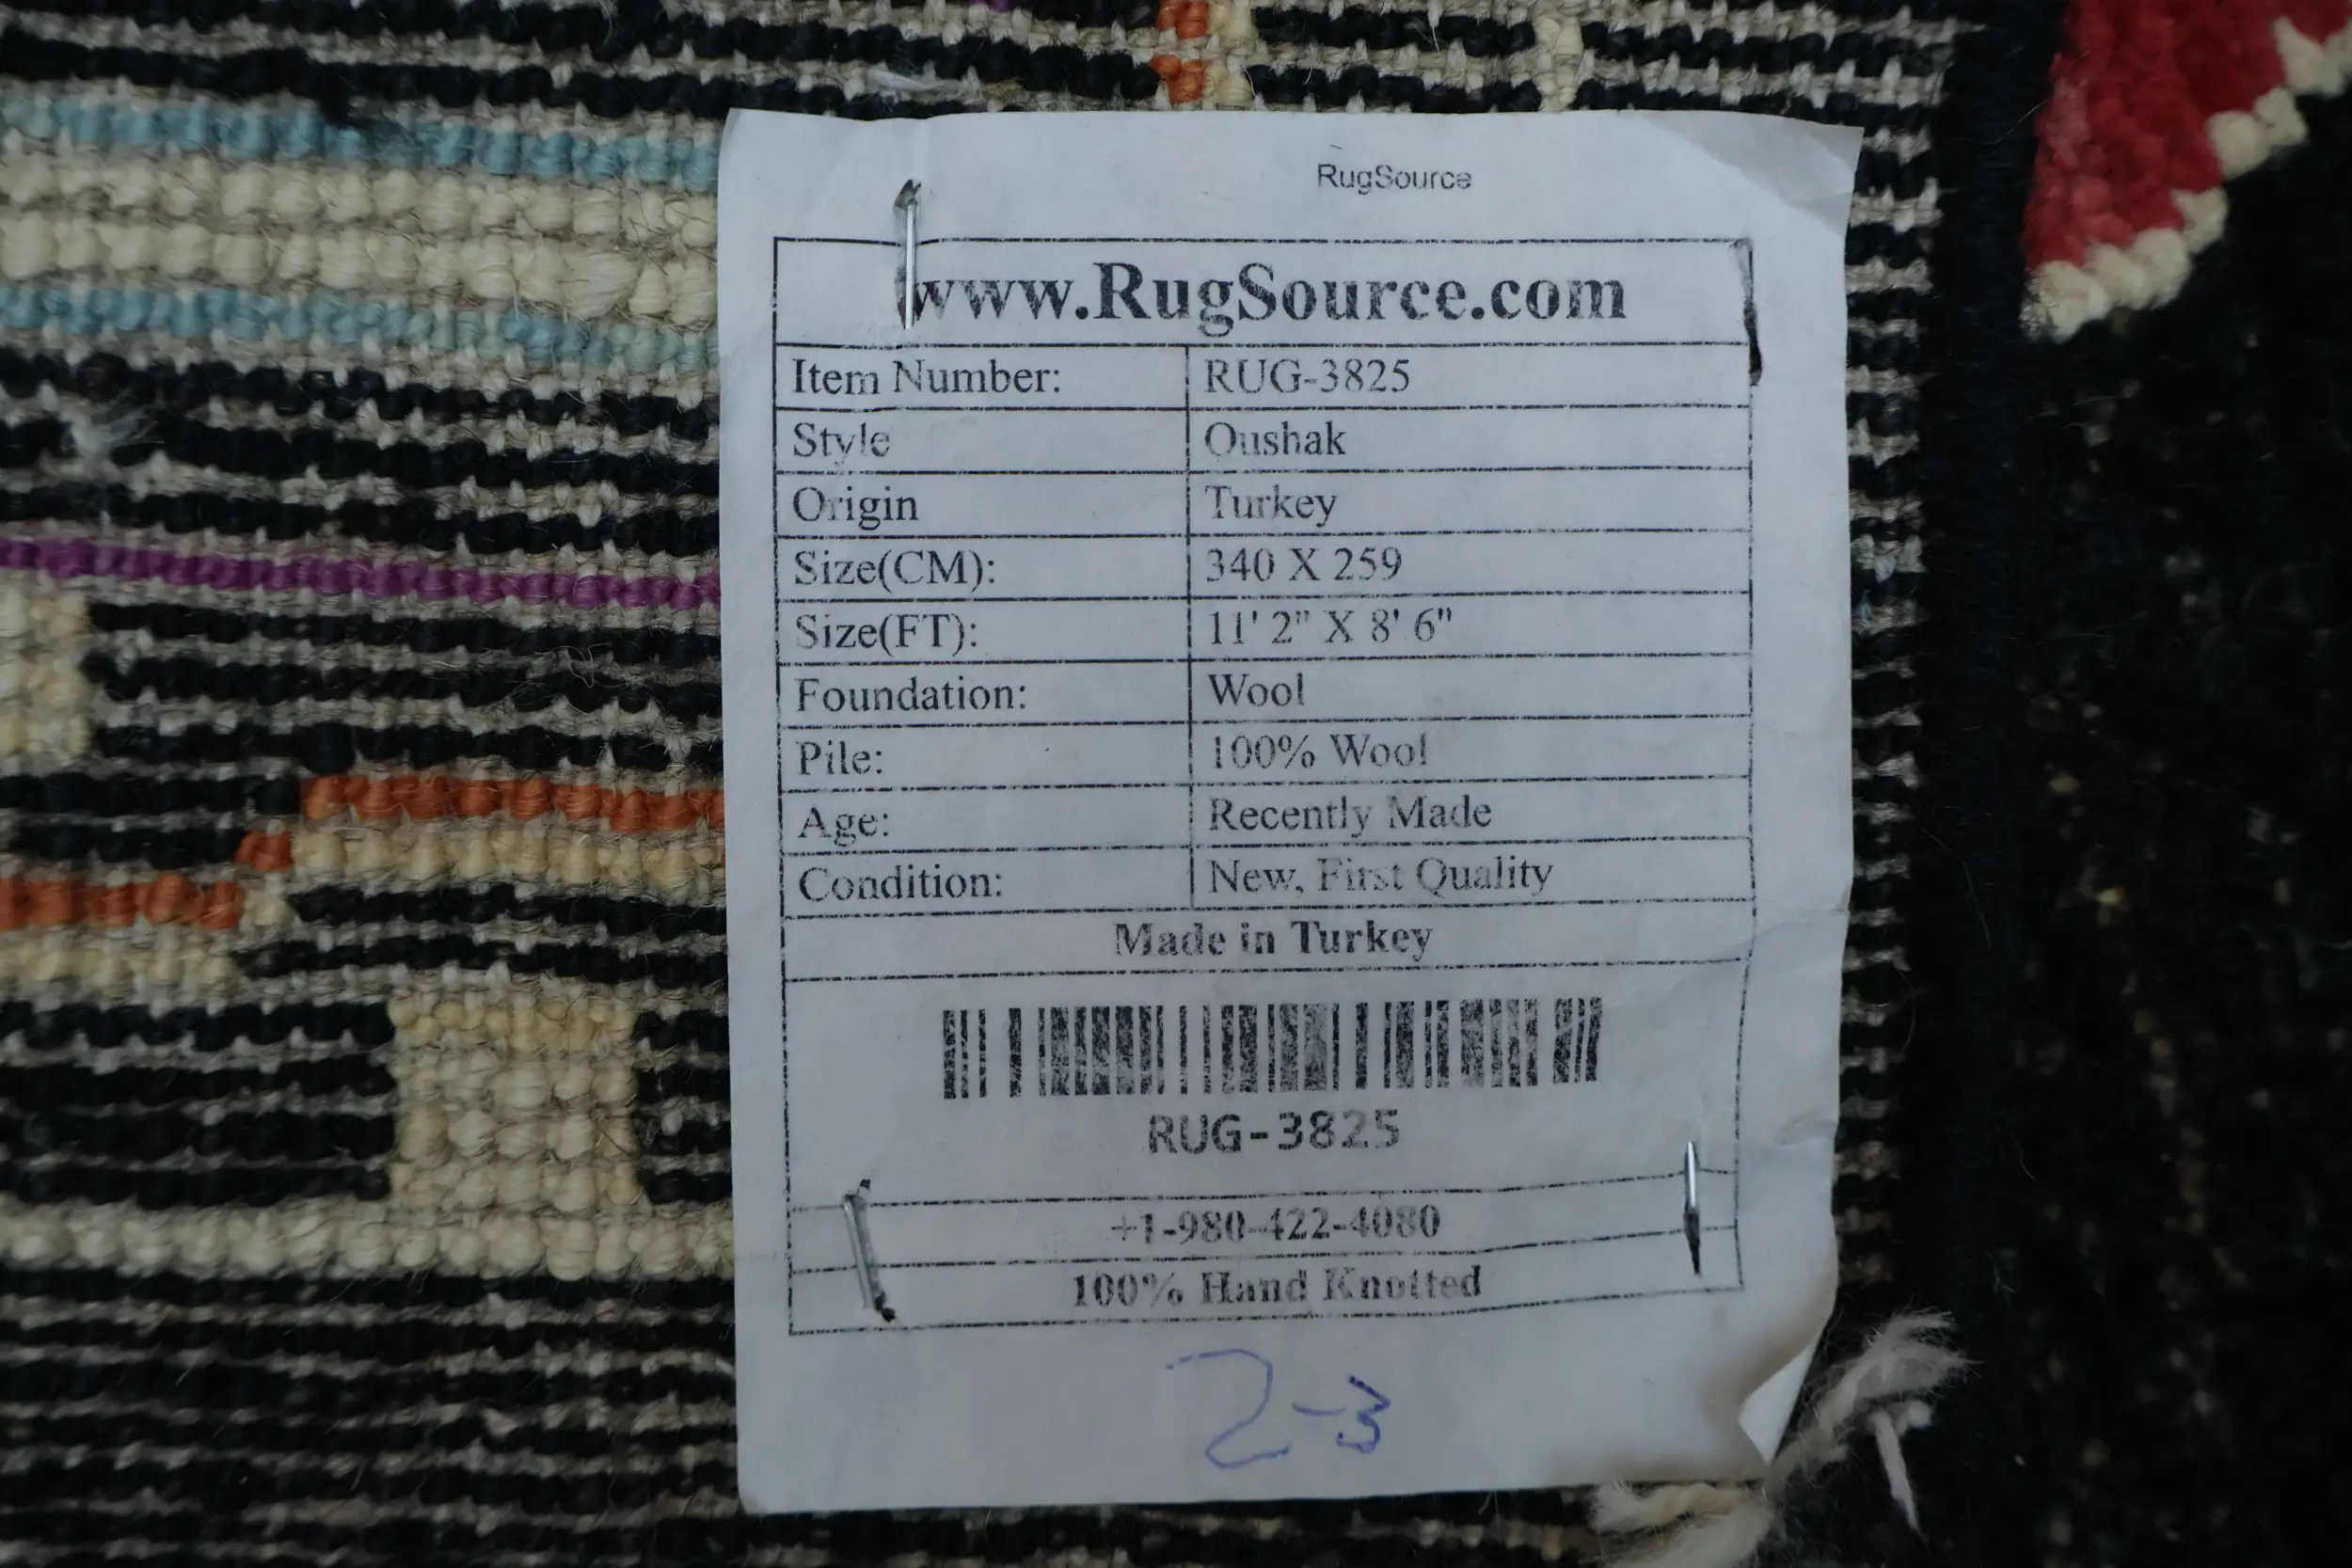 RugSource
www.RugSource.com
Item Number: RUG-3825
Style Oushak
Origin Turkey
Size(CM): 340 X 259
Size(FT): 11' 2" X 8' 6"
Foundation: Wool
Pile: 100% Wool
Age: Recently Made
Condition: New, First Quality
Made in Turkey
RUG-3825
+1-980-422-4080
100% Hand Knotted
2-3